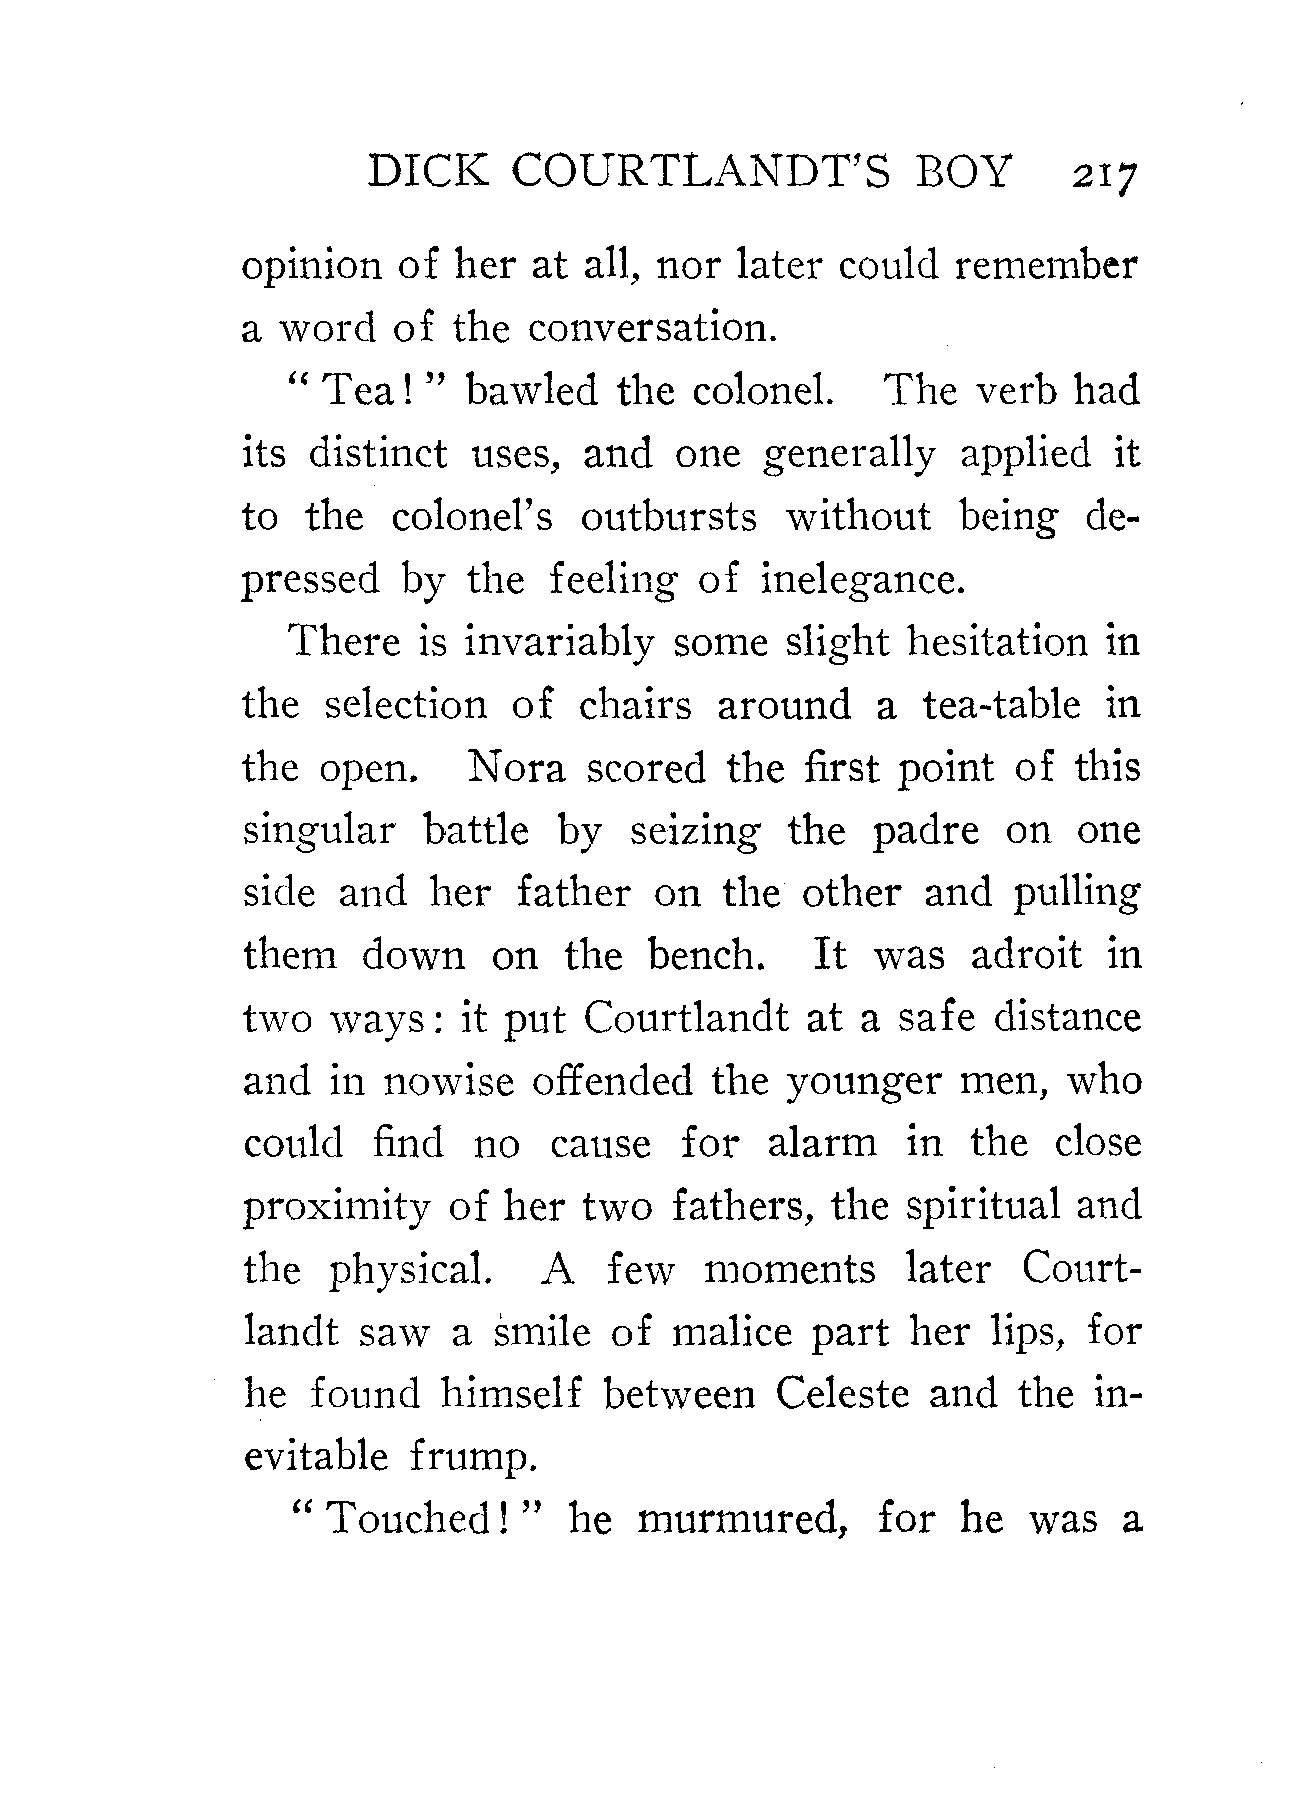 DICK COURTLANDT'S BOY 217
opinion of her at all, nor later could remember
a word of the conversation.
“ Tea! ” bawled the colonel. The verb had
its distinct uses, and one generally applied it
to the colonel's outbursts without being de-
pressed by the feeling of inelegance.
There is invariably some slight hesitation in
the selection of chairs around a tea-table in
the open. Nora scored the first point of this
singular battle by seizing the padre on one
side and her father on the other and pulling
them down on the bench. It was adroit in
two ways: it put Courtlandt at a safe distance
and in nowise offended the younger men, who
could find no cause for alarm in the close
proximity of her two fathers, the spiritual and
the physical. A few moments later Court-
landt saw a smile of malice part her lips, for
he found himself between Celeste and the in-
evitable frump.
“ Touched! ” he murmured, for he was a